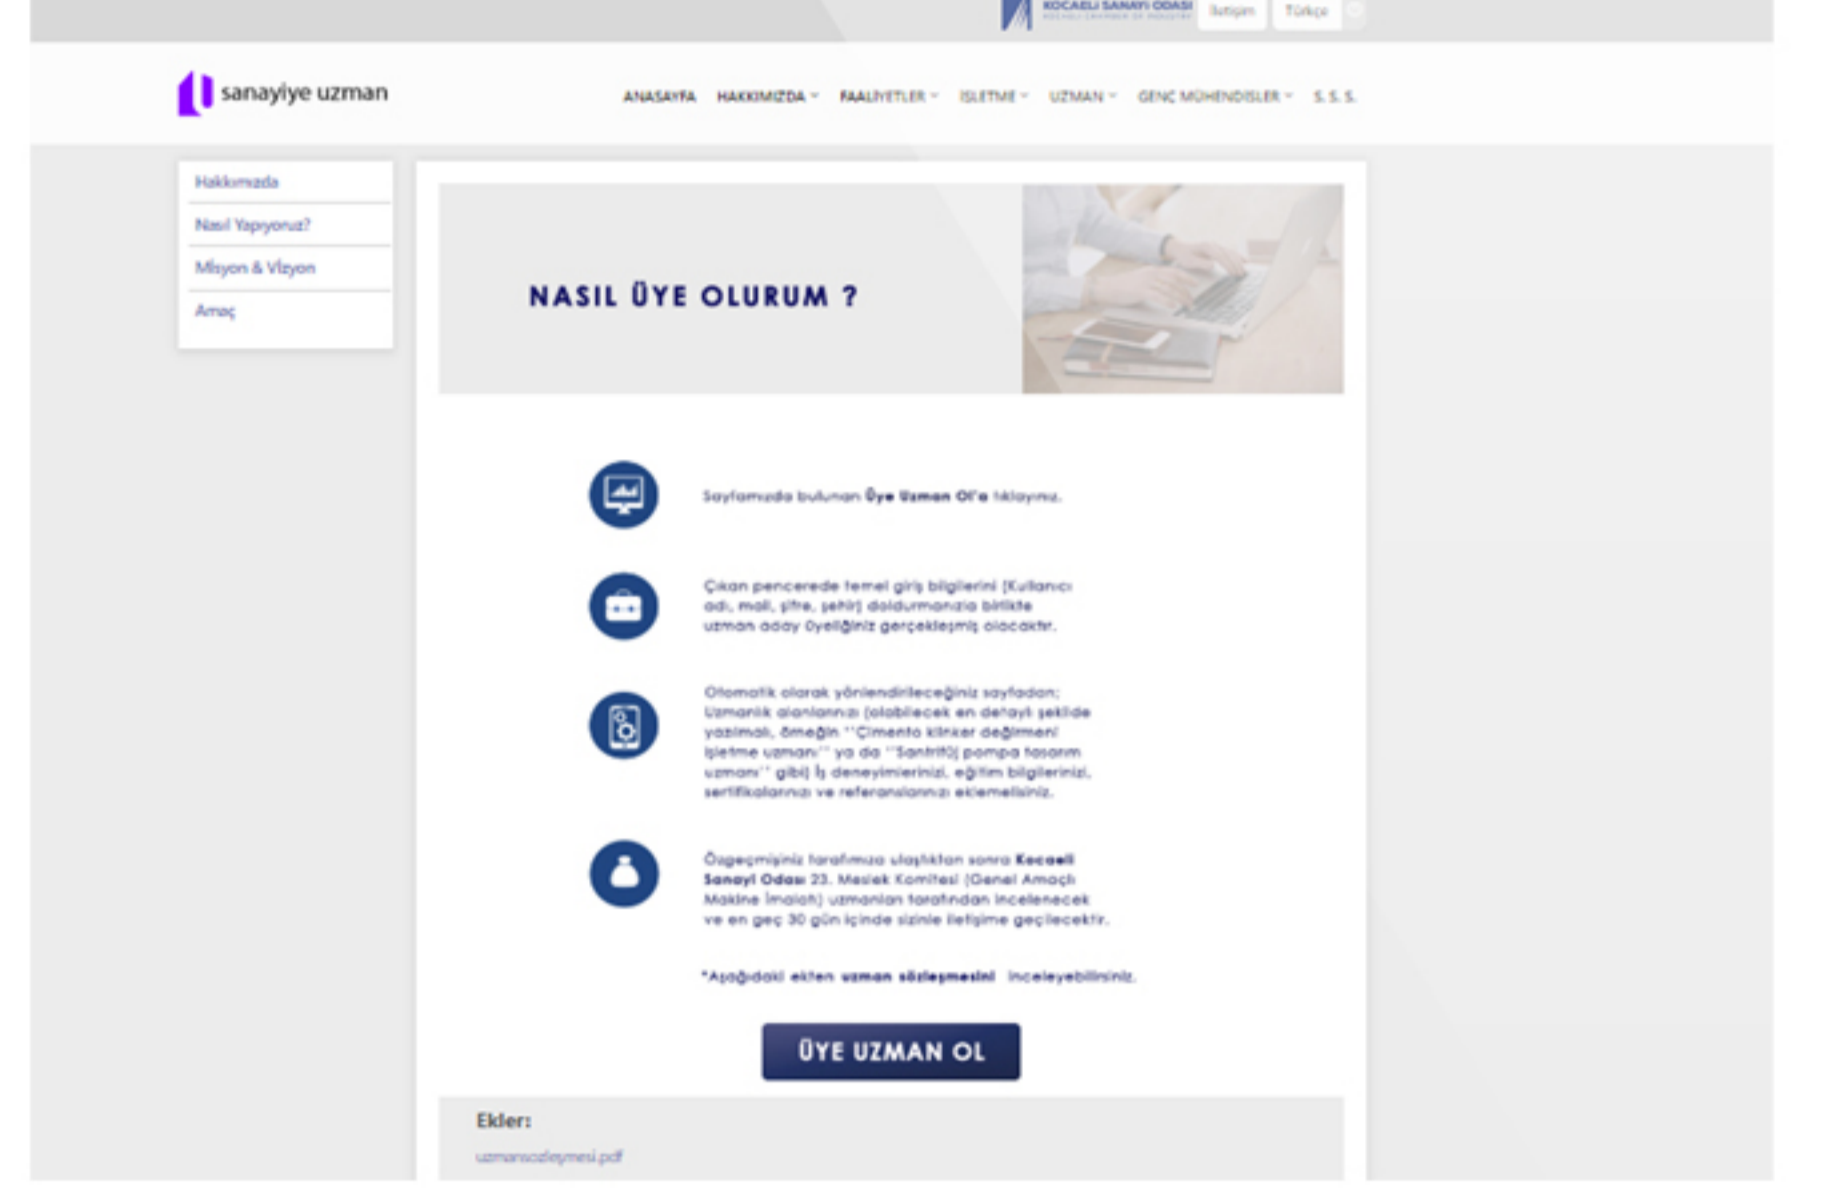 KOCAELİ SANAYİ ODASI
KOCAELI CHAMBER OF INDUSTRY
İletişim
Türkçe
sanayiye uzman
ANASAYFA HAKKIMIZDA FAALİYETLER İŞLETME UZMAN GENÇ MÜHENDİSLER S. S. S.
Hakkımızda
Nasıl Yapıyoruz?
Misyon & Vizyon
Amaç
NASIL ÜYE OLURUM ?
Sayfamızda bulunan Üye Uzman Ol'a tıklayınız.
Çıkan pencerede temel giriş bilgilerini (Kullanıcı
adı, mail, şifre, şehir) doldurmanızla birlikte
uzman aday üyeliğiniz gerçekleşmiş olacaktır.
Otomatik olarak yönlendirileceğiniz sayfadan;
Uzmanlık alanlarınızı (olabilecek en detaylı şekilde
yazılmalı, örneğin ''Çimento klinker değirmeni
işletme uzmanı'' ya da ''Santrifüj pompa tasarım
uzmanı'' gibi) İş deneyimlerinizi, eğitim bilgilerinizi,
sertifikalarınızı ve referanslarınızı eklemelisiniz.
Özgeçmişiniz tarafımıza ulaştıktan sonra Kocaeli
Sanayi Odası 23. Meslek Komitesi (Genel Amaçlı
Makine İmalatı) uzmanları tarafından incelenecek
ve en geç 30 gün içinde sizinle iletişime geçilecektir.
*Aşağıdaki ekten uzman sözleşmesini inceleyebilirsiniz.
ÜYE UZMAN OL
Ekler:
uzmansozleşmesi.pdf